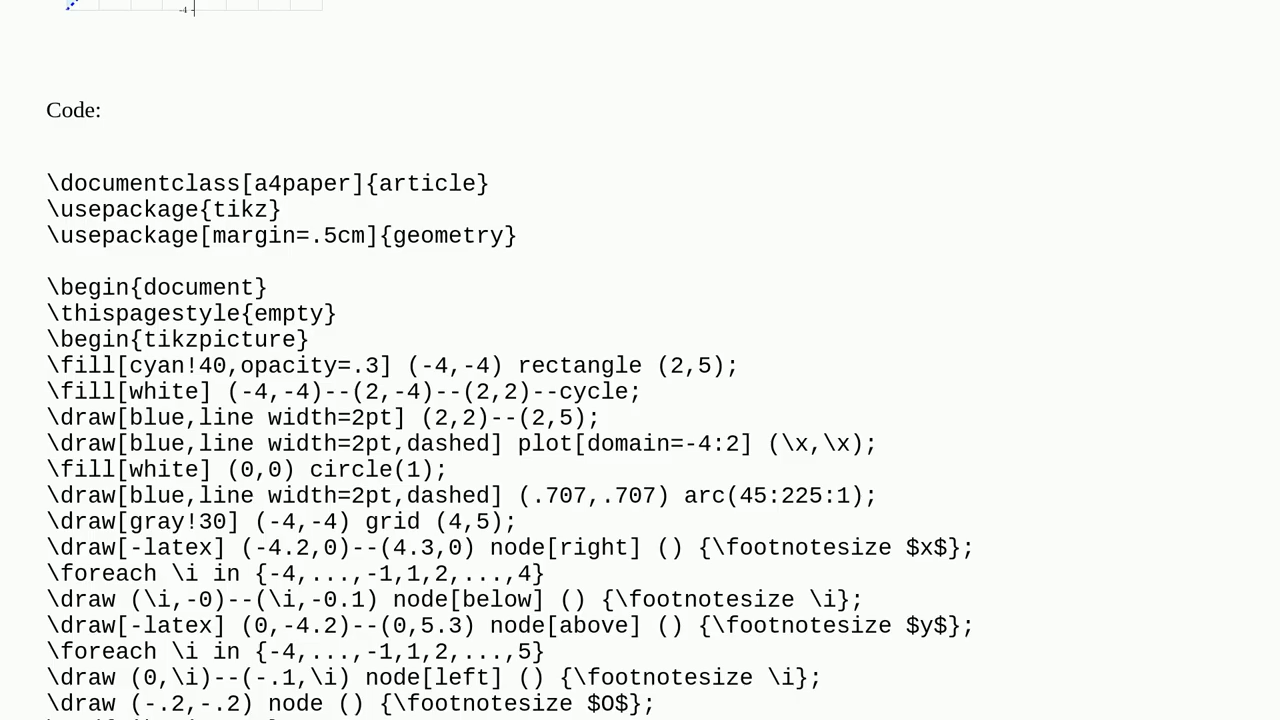 -4
Code:
\documentclass[a4paper]{article}
\usepackage{tikz}
\usepackage[margin=.5cm]{geometry}
\begin{document}
\thispagestyle{empty}
\begin{tikzpicture}
\fill[cyan!40,opacity=.3] (-4,-4) rectangle (2,5);
\fill[white] (-4,-4)--(2,-4)--(2,2)--cycle;
\draw[blue,line width=2pt] (2,2)--(2,5);
\draw[blue,line width=2pt,dashed] plot[domain=-4:2] (\x,\x);
\fill[white] (0,0) circle(1);
\draw[blue,line width=2pt,dashed] (.707,.707) arc(45:225:1);
\draw[gray!30] (-4,-4) grid (4,5);
\draw[-latex] (-4.2,0)--(4.3,0) node[right] () {\footnotesize $x$};
\foreach \i in {-4,...,-1,1,2,...,4}
\draw (\i,-0)--(\i,-0.1) node[below] () {\footnotesize \i};
\draw[-latex] (0,-4.2)--(0,5.3) node[above] () {\footnotesize $y$};
\foreach \i in {-4,...,-1,1,2,...,5}
\draw (0,\i)--(-.1,\i) node[left] () {\footnotesize \i};
\draw (-.2,-.2) node () {\footnotesize $O$};